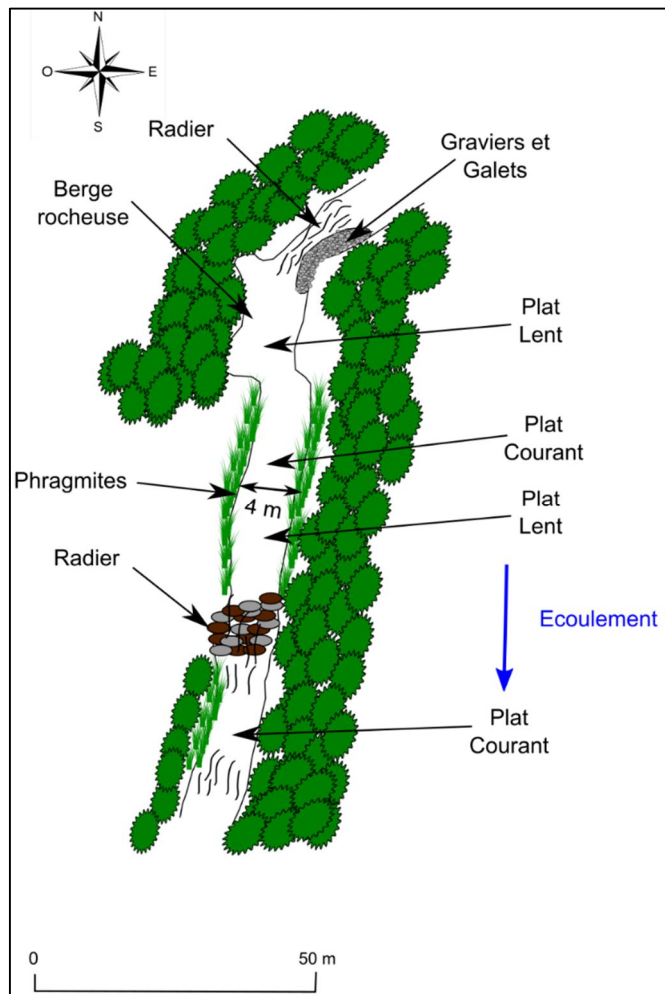 N
O
E
S
Radier
Graviers et
Galets
Berge
rocheuse
Plat
Lent
Plat
Courant
Phragmites
4 m
Plat
Lent
Radier
Ecoulement
Plat
Courant
0
50 m